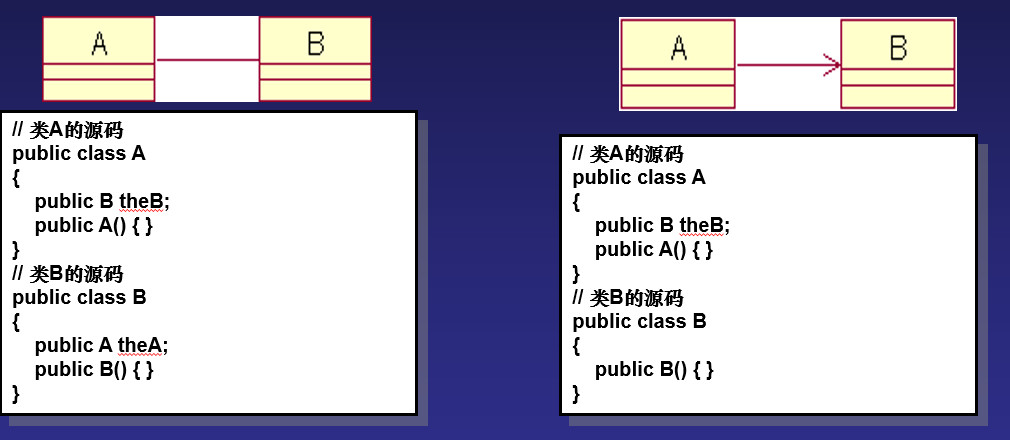 A
B
// 类A的源码
public class A
{
public B theB;
public A() { }
}
// 类B的源码
public class B
{
public A theA;
public B() { }
}
A
B
// 类A的源码
public class A
{
public B theB;
public A() { }
}
// 类B的源码
public class B
{
public B() { }
}